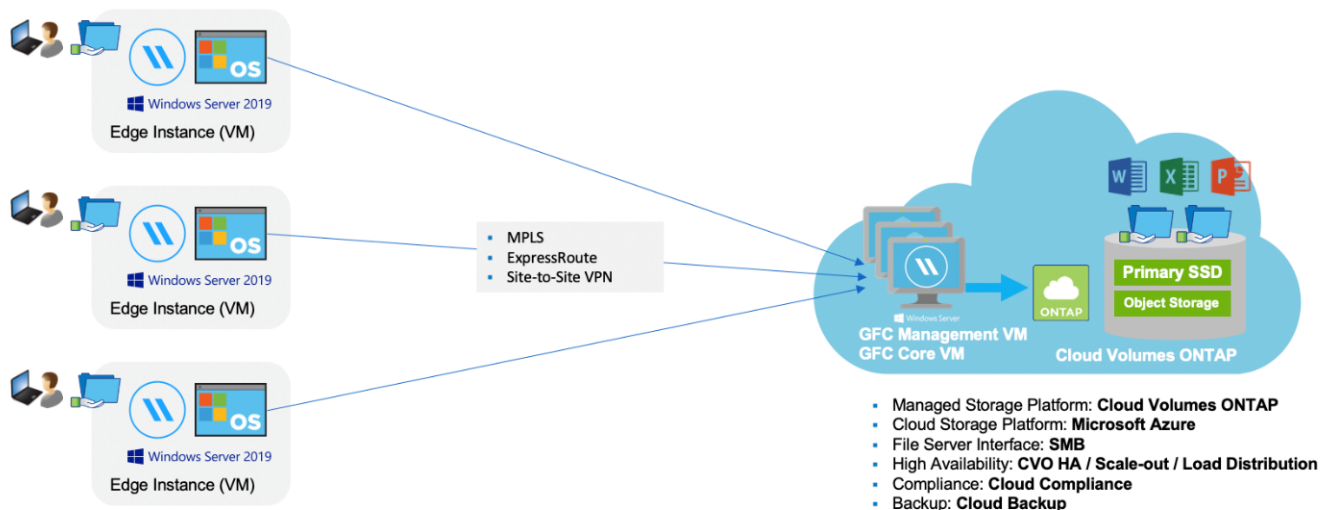 OS
Windows Server 2019
Edge Instance (VM)
OS
Windows Server 2019
Edge Instance (VM)
OS
Windows Server 2019
Edge Instance (VM)
▪ MPLS
▪ ExpressRoute
▪ Site-to-Site VPN
W X P
Primary SSD
Object Storage
ONTAP
Windows Server
GFC Management VM
GFC Core VM
Cloud Volumes ONTAP
▪ Managed Storage Platform: Cloud Volumes ONTAP
▪ Cloud Storage Platform: Microsoft Azure
▪ File Server Interface: SMB
▪ High Availability: CVO HA / Scale-out / Load Distribution
▪ Compliance: Cloud Compliance
▪ Backup: Cloud Backup